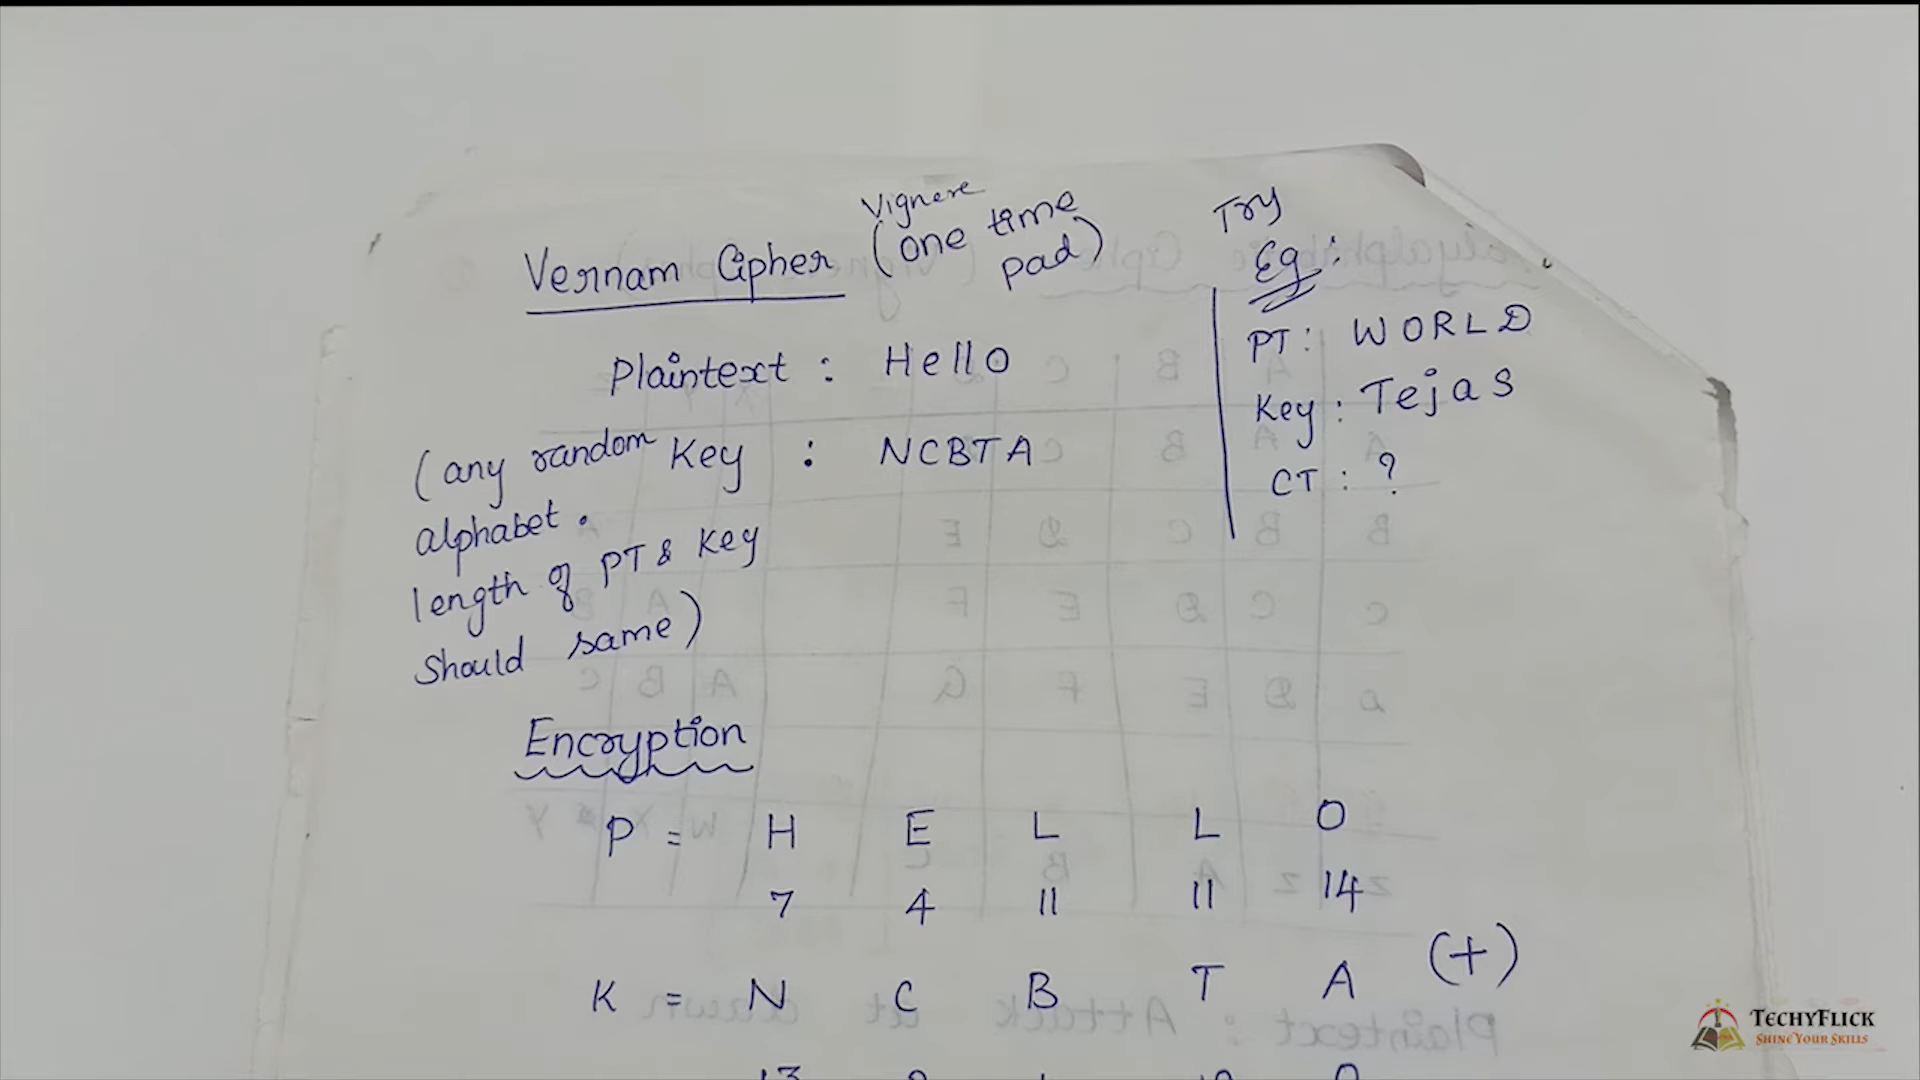 Vignere
Vernam Cipher (one time pad)
Plaintext : Hello
(any random Key : NCBTA
alphabet.
length of PT & Key
should same)
Try
Eg:
PT: WORLD
Key: Tejas
CT: ?
Encryption
P = H E L L O
7 4 11 11 14
K = N C B T A (+)
TECHYFLICK
SHINE YOUR SKILLS